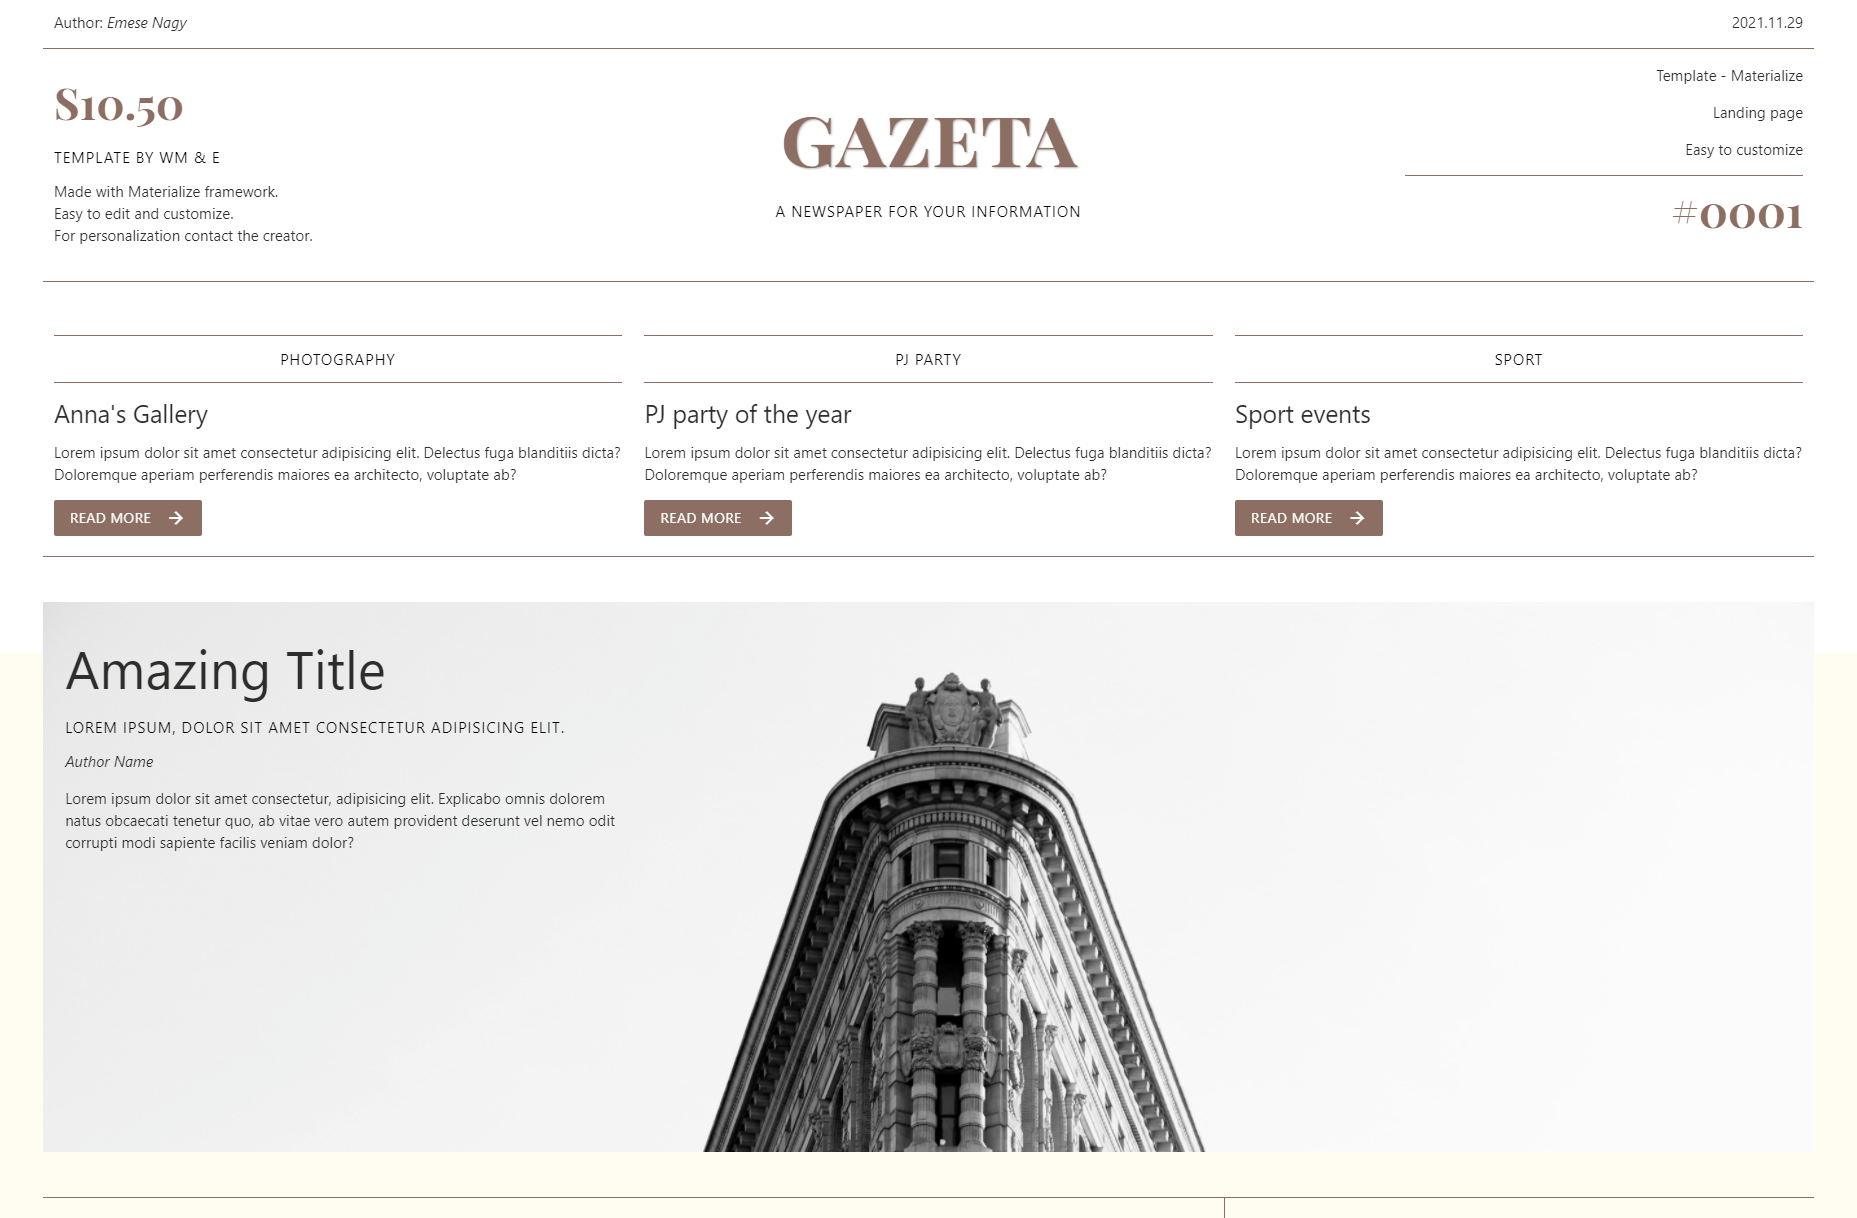 Author: Emese Nagy
2021.11.29
$10.50
TEMPLATE BY WM & E
Made with Materialize framework.
Easy to edit and customize.
For personalization contact the creator.
GAZETA
A NEWSPAPER FOR YOUR INFORMATION
Template - Materialize
Landing page
Easy to customize
#0001
PHOTOGRAPHY
Anna's Gallery
Lorem ipsum dolor sit amet consectetur adipisicing elit. Delectus fuga blanditiis dicta?
Doloremque aperiam perferendis maiores ea architecto, voluptate ab?
READ MORE
PJ PARTY
PJ party of the year
Lorem ipsum dolor sit amet consectetur adipisicing elit. Delectus fuga blanditiis dicta?
Doloremque aperiam perferendis maiores ea architecto, voluptate ab?
READ MORE
SPORT
Sport events
Lorem ipsum dolor sit amet consectetur adipisicing elit. Delectus fuga blanditiis dicta?
Doloremque aperiam perferendis maiores ea architecto, voluptate ab?
READ MORE
Amazing Title
LOREM IPSUM, DOLOR SIT AMET CONSECTETUR ADIPISICING ELIT.
Author Name
Lorem ipsum dolor sit amet consectetur, adipisicing elit. Explicabo omnis dolorem
natus obcaecati tenetur quo, ab vitae vero autem provident deserunt vel nemo odit
corrupti modi sapiente facilis veniam dolor?